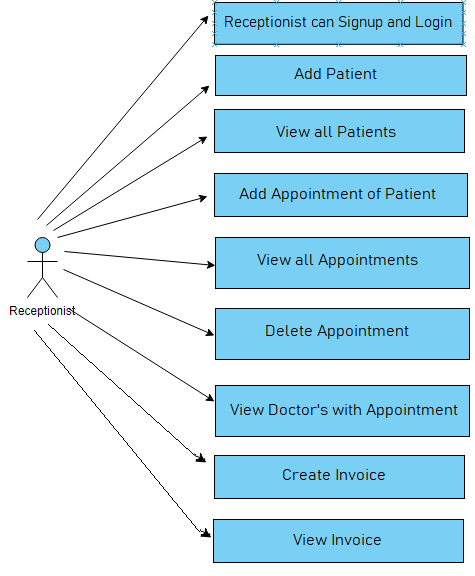 Receptionist can Signup and Login
Add Patient
View all Patients
Add Appointment of Patient
View all Appointments
Receptionist
Delete Appointment
View Doctor's with Appointment
Create Invoice
View Invoice